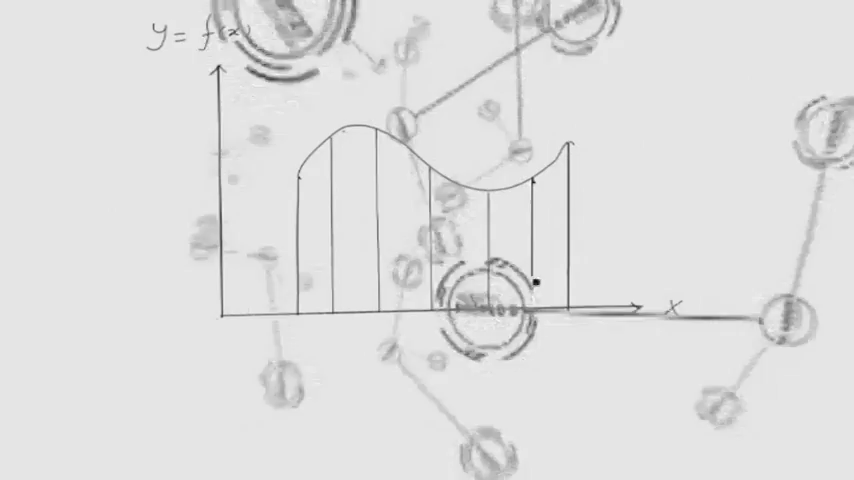 y = f(x)
x